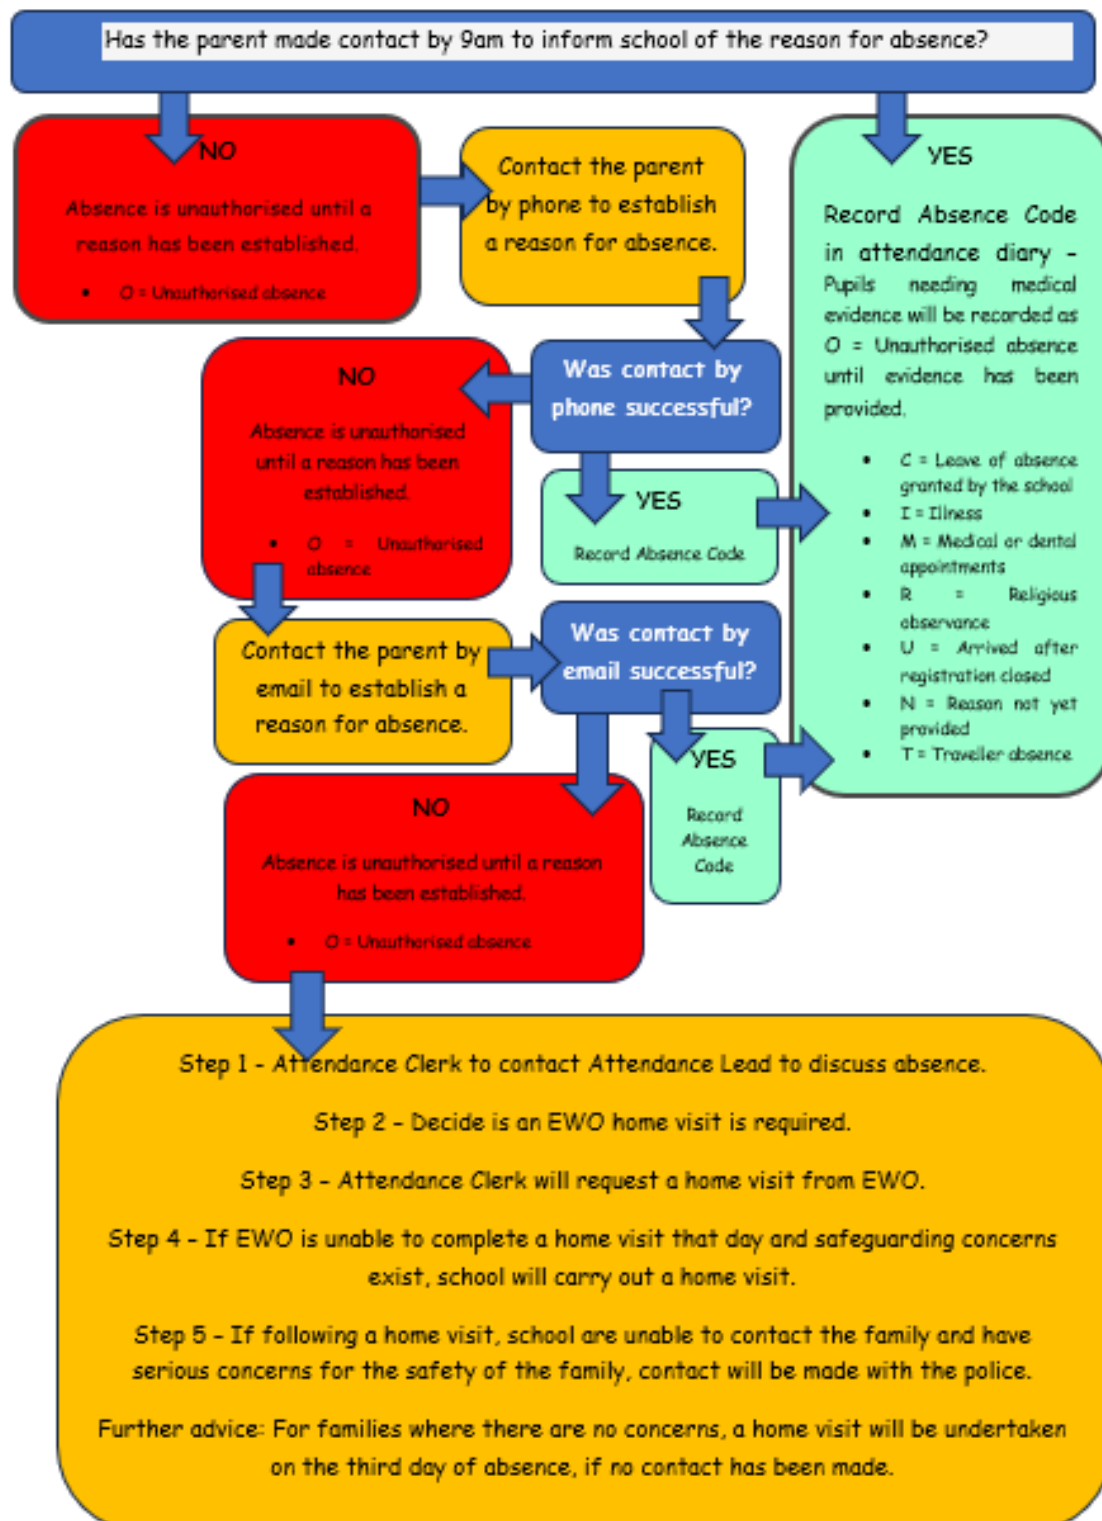 Has the parent made contact by 9am to inform school of the reason for absence?
NO
Absence is unauthorised until a
reason has been established.
• O = Unauthorised absence
Contact the parent
by phone to establish
a reason for absence.
YES
Record Absence Code
in attendance diary –
Pupils needing medical
evidence will be recorded as
O = Unauthorised absence
until evidence has been
provided.
• C = Leave of absence
granted by the school
• I = Illness
• M = Medical or dental
appointments
• R = Religious
observance
• U = Arrived after
registration closed
• N = Reason not yet
provided
• T = Traveller absence
Was contact by
phone successful?
NO
Absence is unauthorised
until a reason has been
established.
• O = Unauthorised
absence
YES
Record Absence Code
Contact the parent by
email to establish a
reason for absence.
Was contact by
email successful?
YES
Record
Absence
Code
NO
Absence is unauthorised until a reason
has been established.
• O = Unauthorised absence
Step 1 – Attendance Clerk to contact Attendance Lead to discuss absence.
Step 2 – Decide is an EWO home visit is required.
Step 3 – Attendance Clerk will request a home visit from EWO.
Step 4 – If EWO is unable to complete a home visit that day and safeguarding concerns
exist, school will carry out a home visit.
Step 5 – If following a home visit, school are unable to contact the family and have
serious concerns for the safety of the family, contact will be made with the police.
Further advice: For families where there are no concerns, a home visit will be undertaken
on the third day of absence, if no contact has been made.